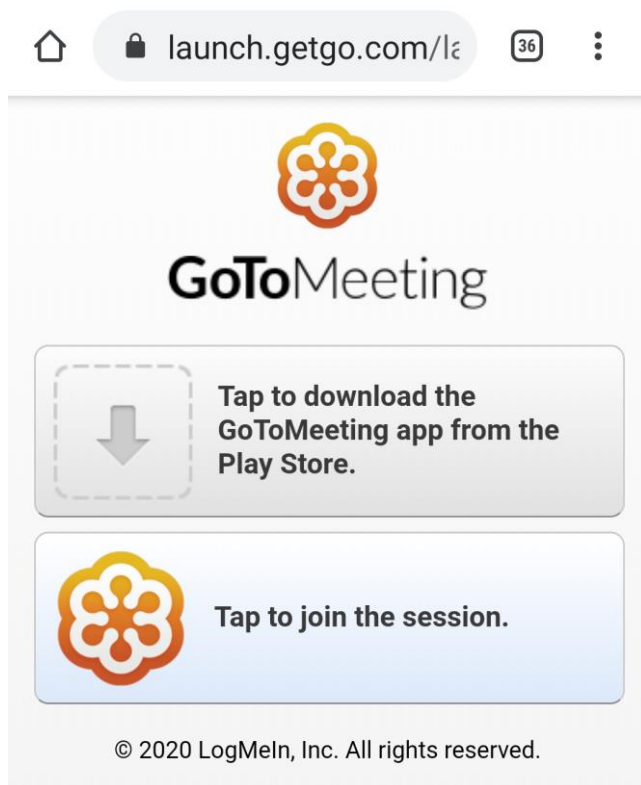 launch.getgo.com/la
36
GoToMeeting
Tap to download the
GoToMeeting app from the
Play Store.
Tap to join the session.
© 2020 LogMeIn, Inc. All rights reserved.